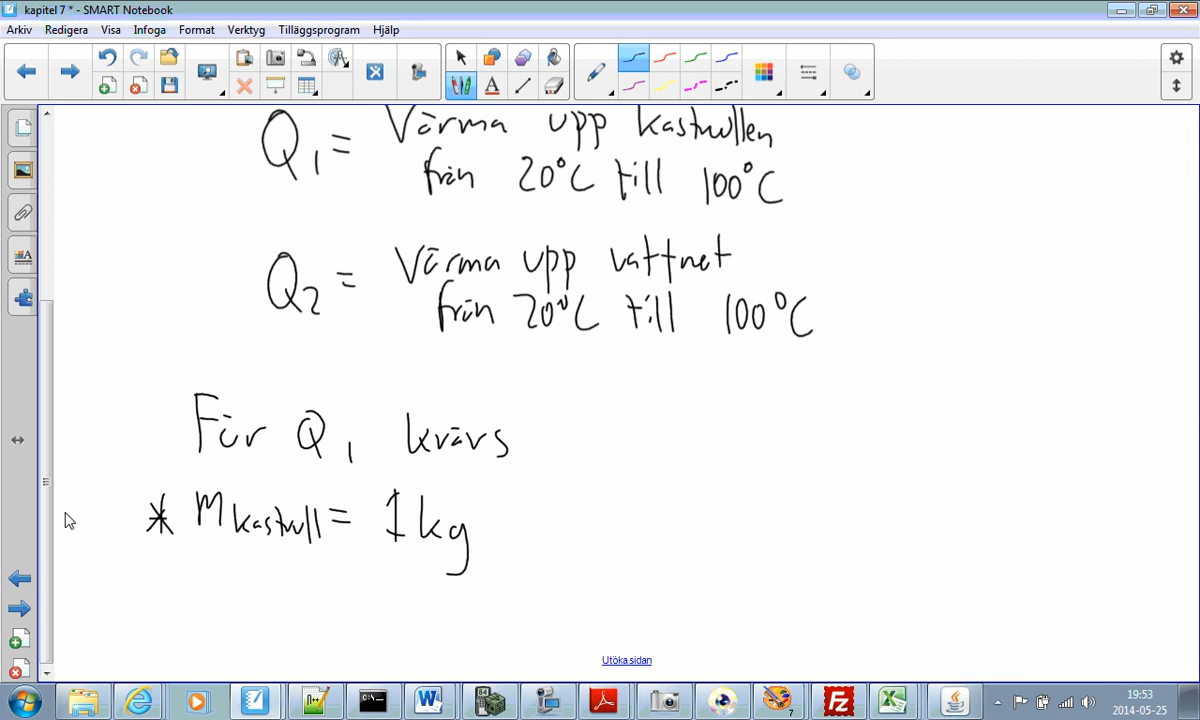 kapitel 7 * - SMART Notebook
Arkiv Redigera Visa Infoga Format Verktyg Tilläggsprogram Hjälp
Q1 = Värma upp kastrullen
från 20°C till 100°C
Q2 = Värma upp vattnet
från 20°C till 100°C
För Q1 krävs
* mkastrull = 1 kg
Utöka sidan
19:53
2014-05-25